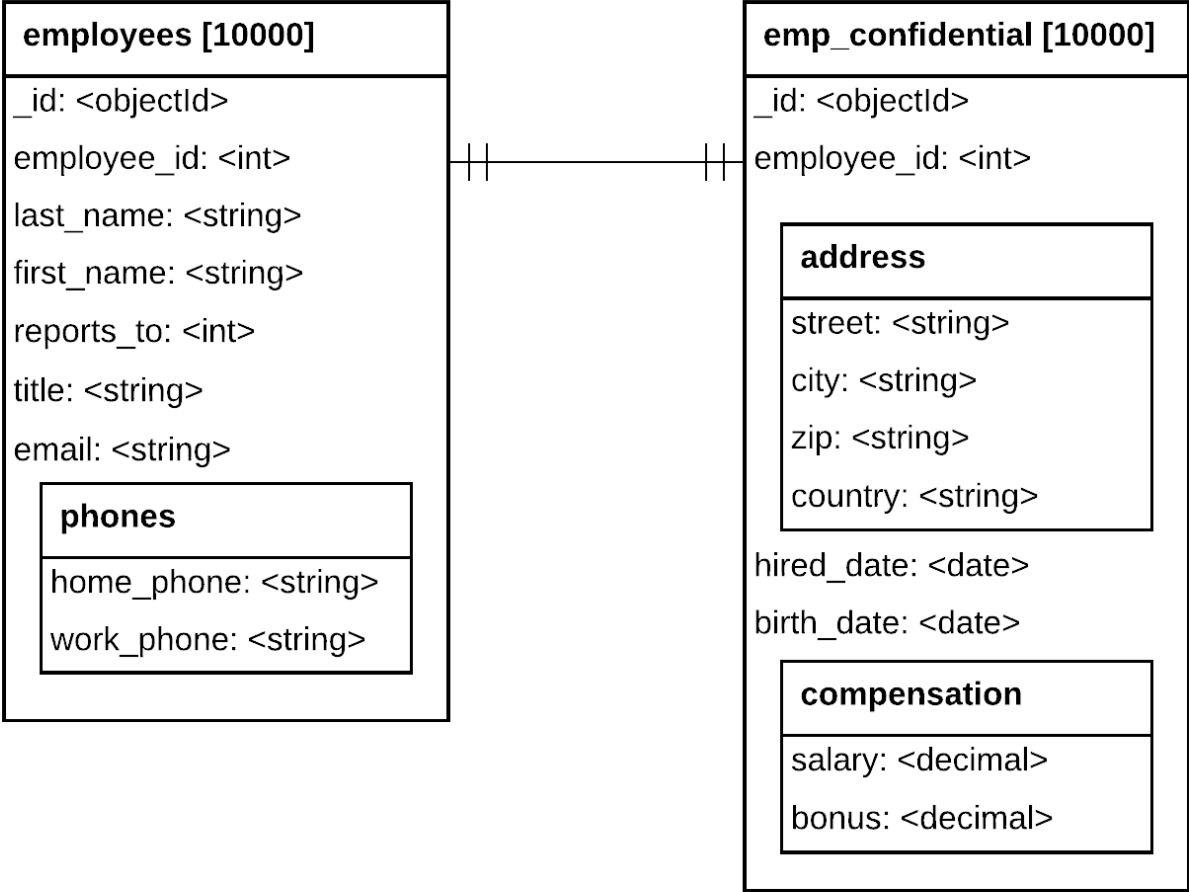 employees [10000]
_id: <objectId>
employee_id: <int>
last_name: <string>
first_name: <string>
reports_to: <int>
title: <string>
email: <string>
phones
home_phone: <string>
work_phone: <string>
emp_confidential [10000]
_id: <objectId>
employee_id: <int>
address
street: <string>
city: <string>
zip: <string>
country: <string>
hired_date: <date>
birth_date: <date>
compensation
salary: <decimal>
bonus: <decimal>